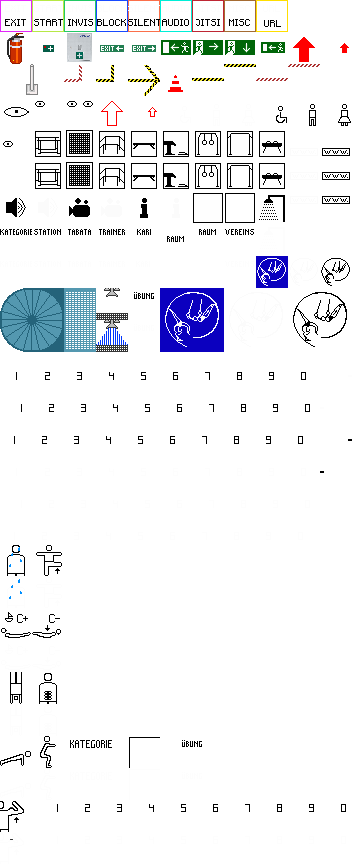 EXIT START INVIS BLOCK SILENT AUDIO JITSI MISC URL
EXIT EXIT
KATEGORIE STATION TABATA TRAINER KARI RAUM RAUM VEREINS
ÜBUNG
1 2 3 4 5 6 7 8 9 0
1 2 3 4 5 6 7 8 9 0
1 2 3 4 5 6 7 8 9 0 -
-
C+ C-
KATEGORIE ÜBUNG
1 2 3 4 5 6 7 8 9 0